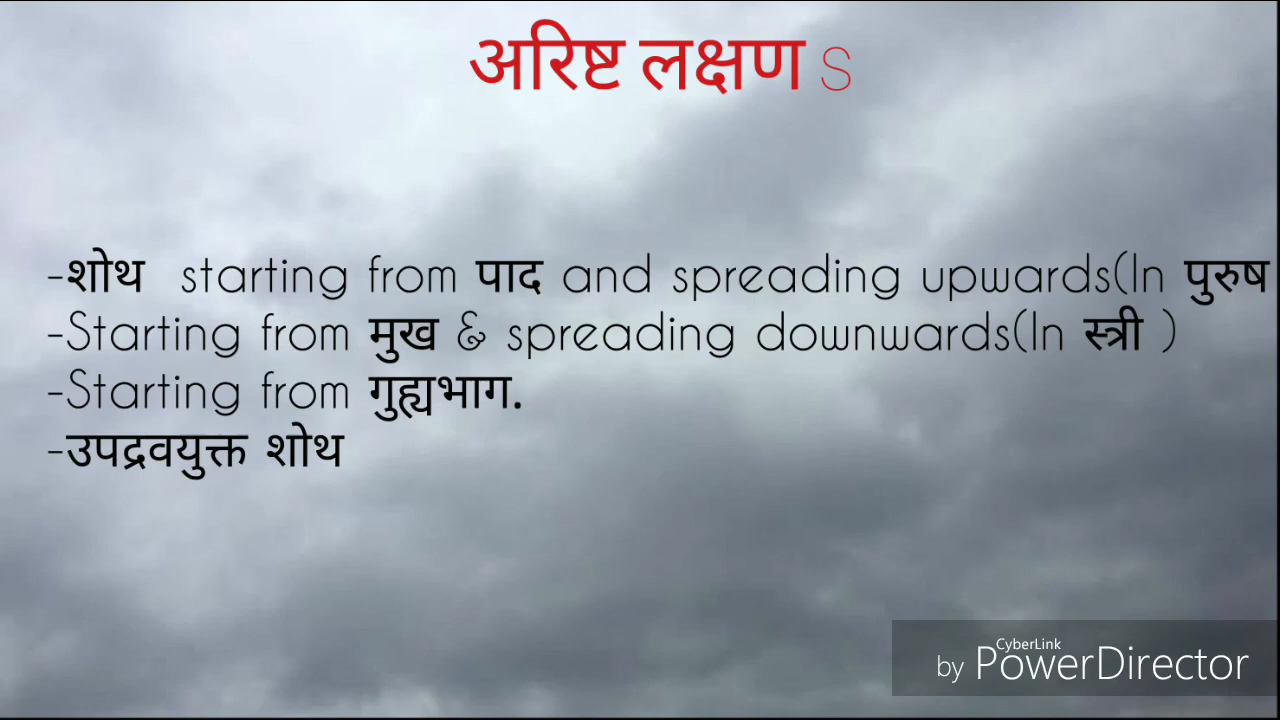 अरिष्ट लक्षण S
-शोथ starting from पाद and spreading upwards(In पुरुष
-Starting from मुख & spreading downwards(In स्त्री )
-Starting from गुह्यभाग.
-उपद्रवयुक्त शोथ
CyberLink
by PowerDirector